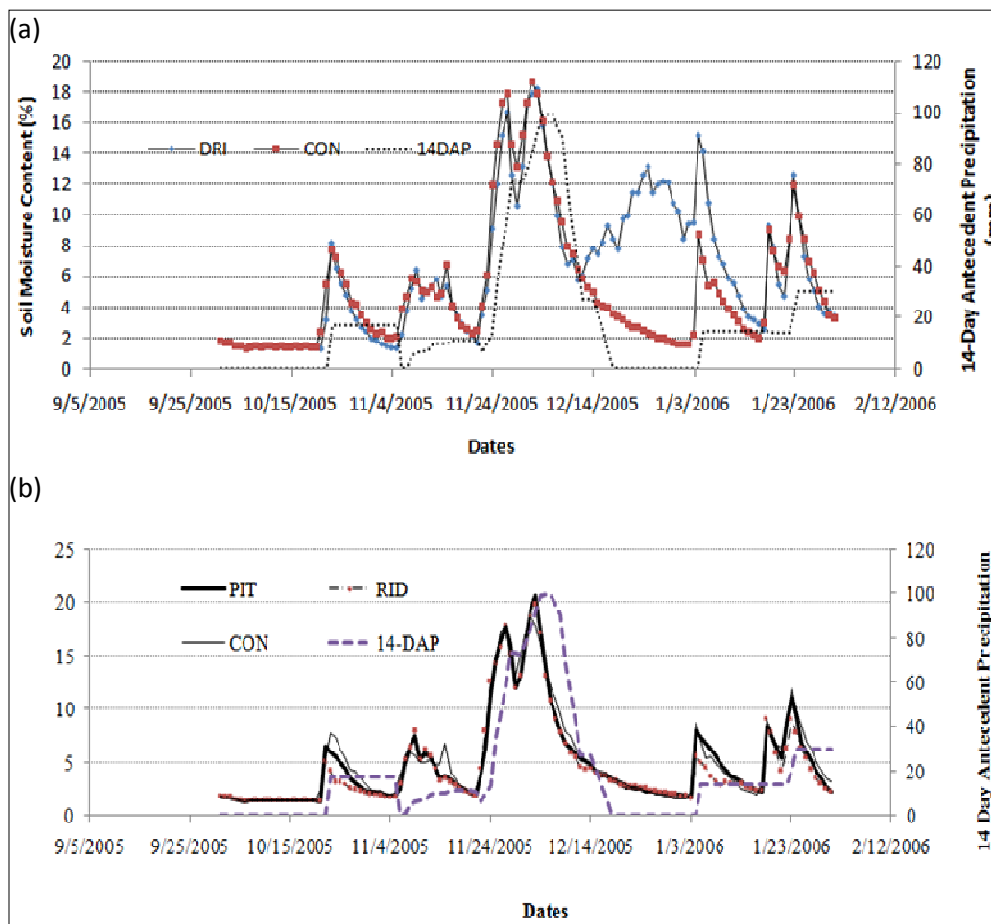 (a)
20
18
16
14
12
10
8
6
4
2
0
Soil Moisture Content (%)
DRI CON 14DAP
120
100
80
60
40
20
0
14-Day Antecedent Precipitation
(mm)
9/5/2005 9/25/2005 10/15/2005 11/4/2005 11/24/2005 12/14/2005 1/3/2006 1/23/2006 2/12/2006
Dates
(b)
25
20
15
10
5
0
PIT RID
CON 14-DAP
120
100
80
60
40
20
0
14 Day Antecedent Precipitation
9/5/2005 9/25/2005 10/15/2005 11/4/2005 11/24/2005 12/14/2005 1/3/2006 1/23/2006 2/12/2006
Dates